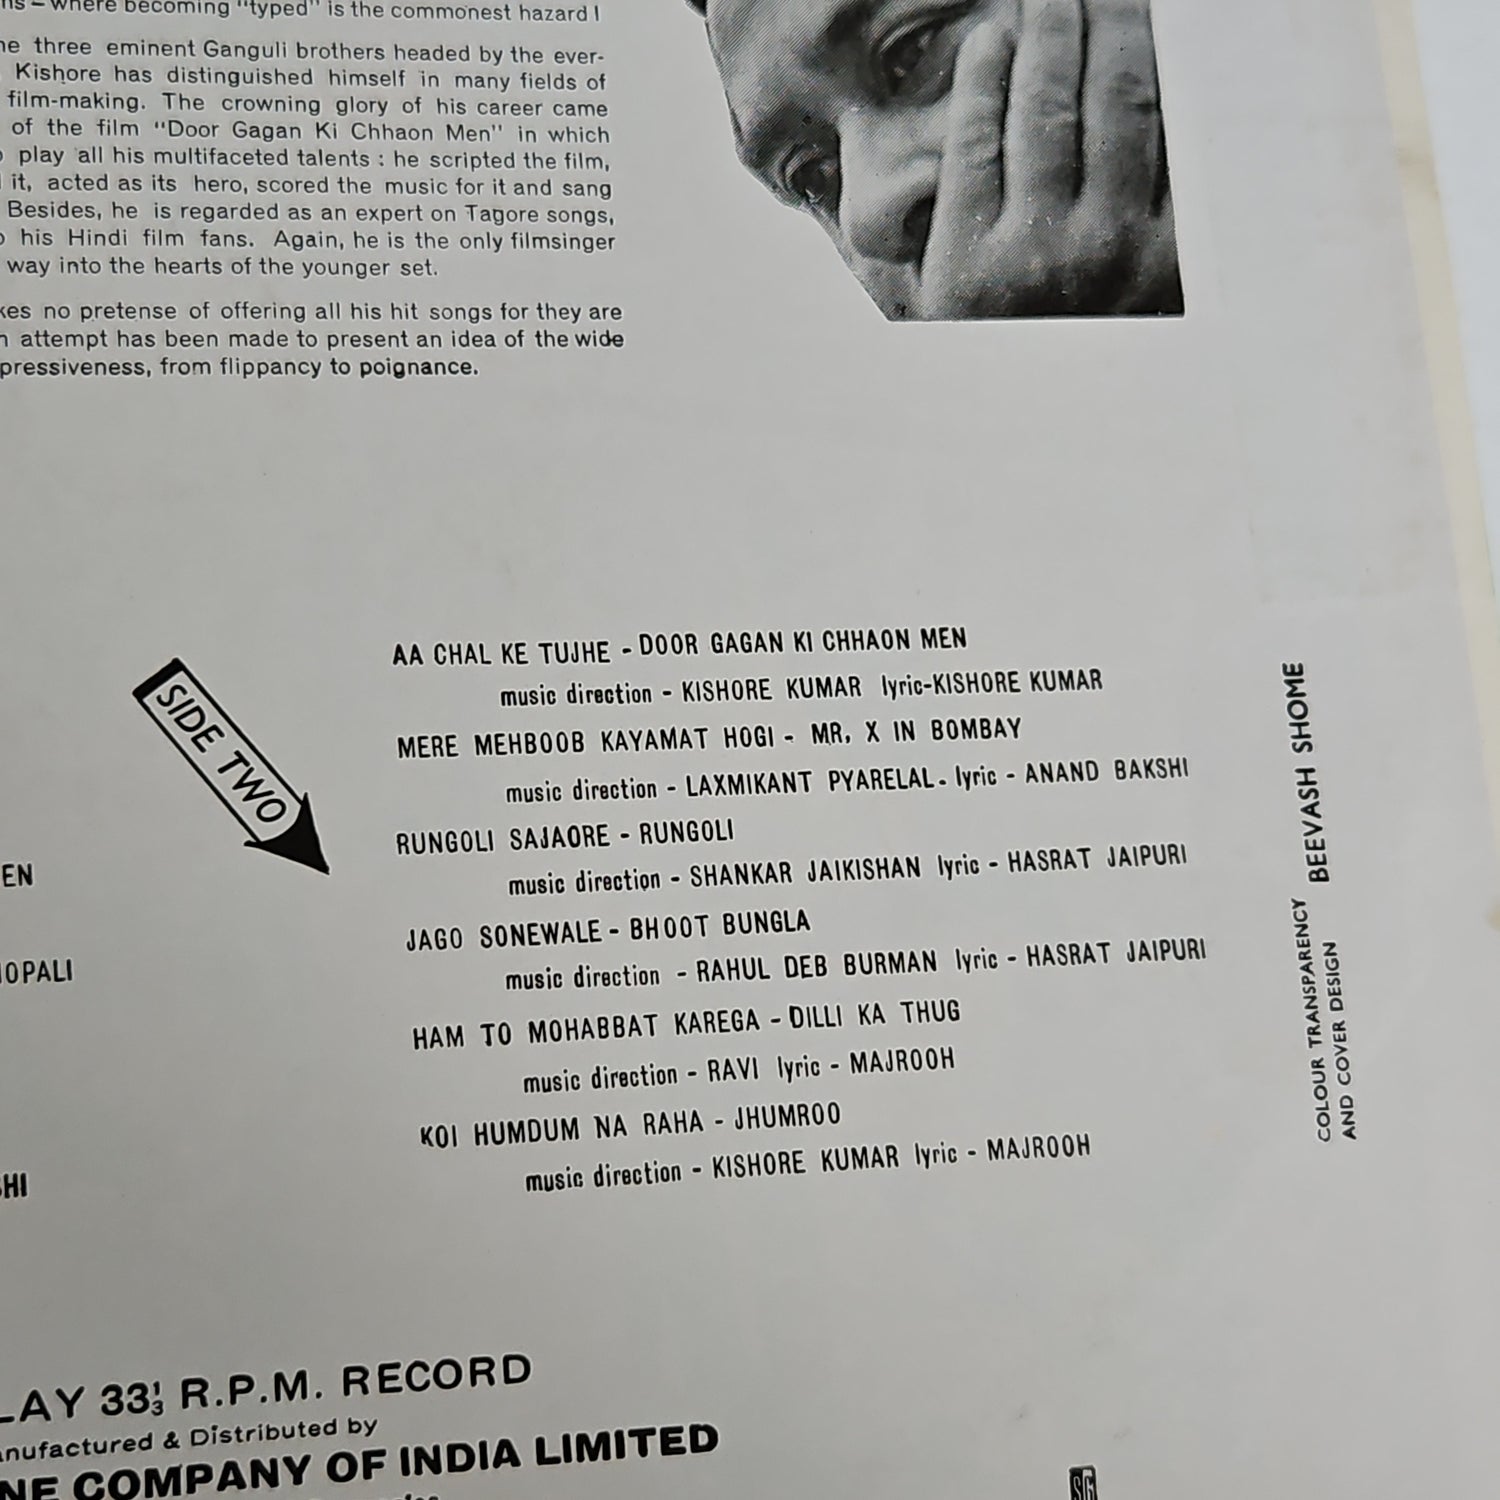 – where becoming "typed" is the commonest hazard !
three eminent Ganguli brothers headed by the ever-
Kishore has distinguished himself in many fields of
film-making. The crowning glory of his career came
of the film "Door Gagan Ki Chhaon Men" in which
play all his multifaceted talents : he scripted the film,
it, acted as its hero, scored the music for it and sang
Besides, he is regarded as an expert on Tagore songs,
his Hindi film fans. Again, he is the only filmsinger
way into the hearts of the younger set.
no pretense of offering all his hit songs for they are
attempt has been made to present an idea of the wide
pressiveness, from flippancy to poignance.
SIDE TWO
AA CHAL KE TUJHE - DOOR GAGAN KI CHHAON MEN
music direction - KISHORE KUMAR lyric-KISHORE KUMAR
MERE MEHBOOB KAYAMAT HOGI - MR. X IN BOMBAY
music direction - LAXMIKANT PYARELAL. lyric - ANAND BAKSHI
RUNGOLI SAJAORE - RUNGOLI
music direction - SHANKAR JAIKISHAN lyric - HASRAT JAIPURI
JAGO SONEWALE - BHOOT BUNGLA
music direction - RAHUL DEB BURMAN lyric - HASRAT JAIPURI
HAM TO MOHABBAT KAREGA - DILLI KA THUG
music direction - RAVI lyric - MAJROOH
KOI HUMDUM NA RAHA - JHUMROO
music direction - KISHORE KUMAR lyric - MAJROOH
EN
OPALI
HI
COLOUR TRANSPARENCY BEEVASH SHOME
AND COVER DESIGN
LAY 33⅓ R.P.M. RECORD
nufactured & Distributed by
NE COMPANY OF INDIA LIMITED
SG